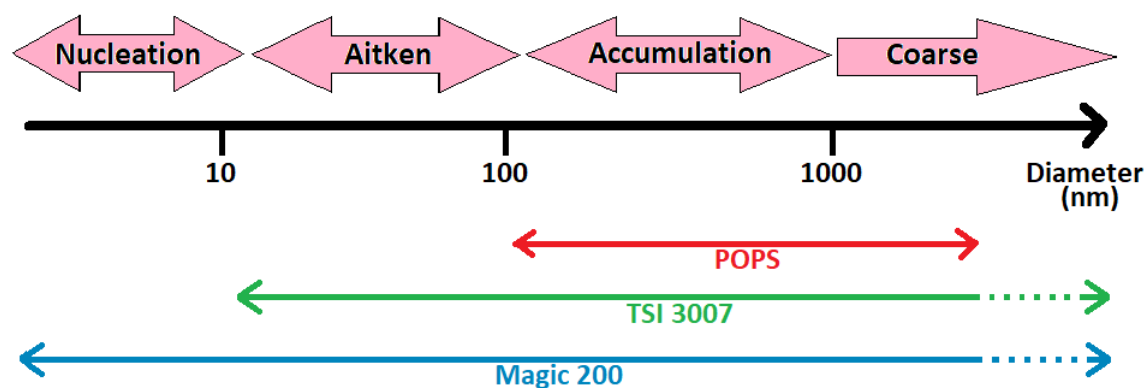 Nucleation
Aitken
Accumulation
Coarse
10
100
1000
Diameter
(nm)
POPS
TSI 3007
Magic 200